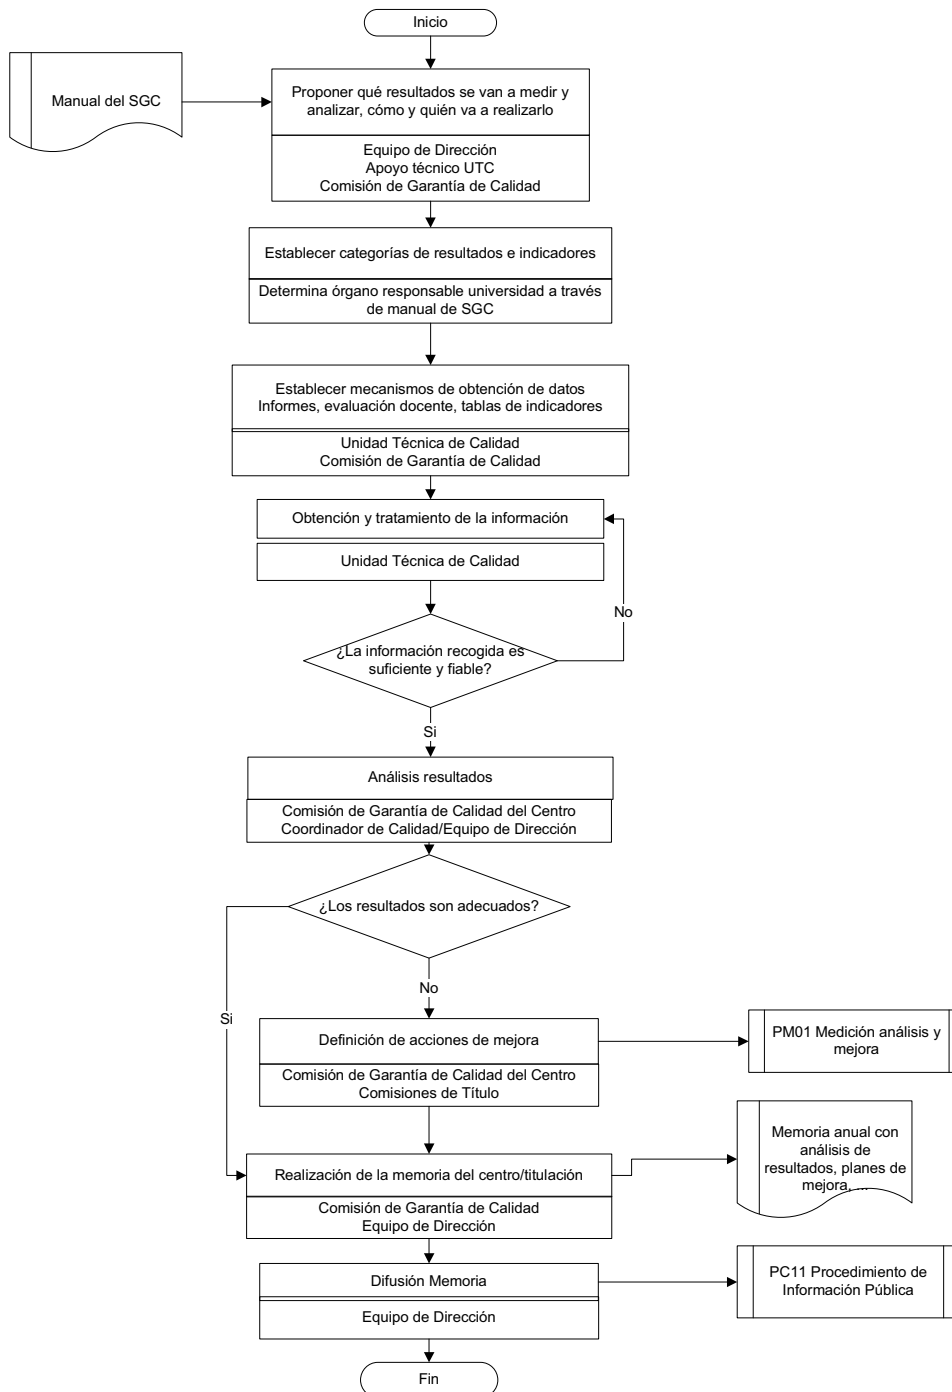 Inicio
Manual del SGC
Proponer qué resultados se van a medir y
analizar, cómo y quién va a realizarlo
Equipo de Dirección
Apoyo técnico UTC
Comisión de Garantía de Calidad
Establecer categorías de resultados e indicadores
Determina órgano responsable universidad a través
de manual de SGC
Establecer mecanismos de obtención de datos
Informes, evaluación docente, tablas de indicadores
Unidad Técnica de Calidad
Comisión de Garantía de Calidad
Obtención y tratamiento de la información
Unidad Técnica de Calidad
No
¿La información recogida es
suficiente y fiable?
Si
Análisis resultados
Comisión de Garantía de Calidad del Centro
Coordinador de Calidad/Equipo de Dirección
¿Los resultados son adecuados?
No
Si
Definición de acciones de mejora
Comisión de Garantía de Calidad del Centro
Comisiones de Título
PM01 Medición análisis y
mejora
Realización de la memoria del centro/titulación
Comisión de Garantía de Calidad
Equipo de Dirección
Memoria anual con
análisis de
resultados, planes de
mejora, ...
Difusión Memoria
Equipo de Dirección
PC11 Procedimiento de
Información Pública
Fin